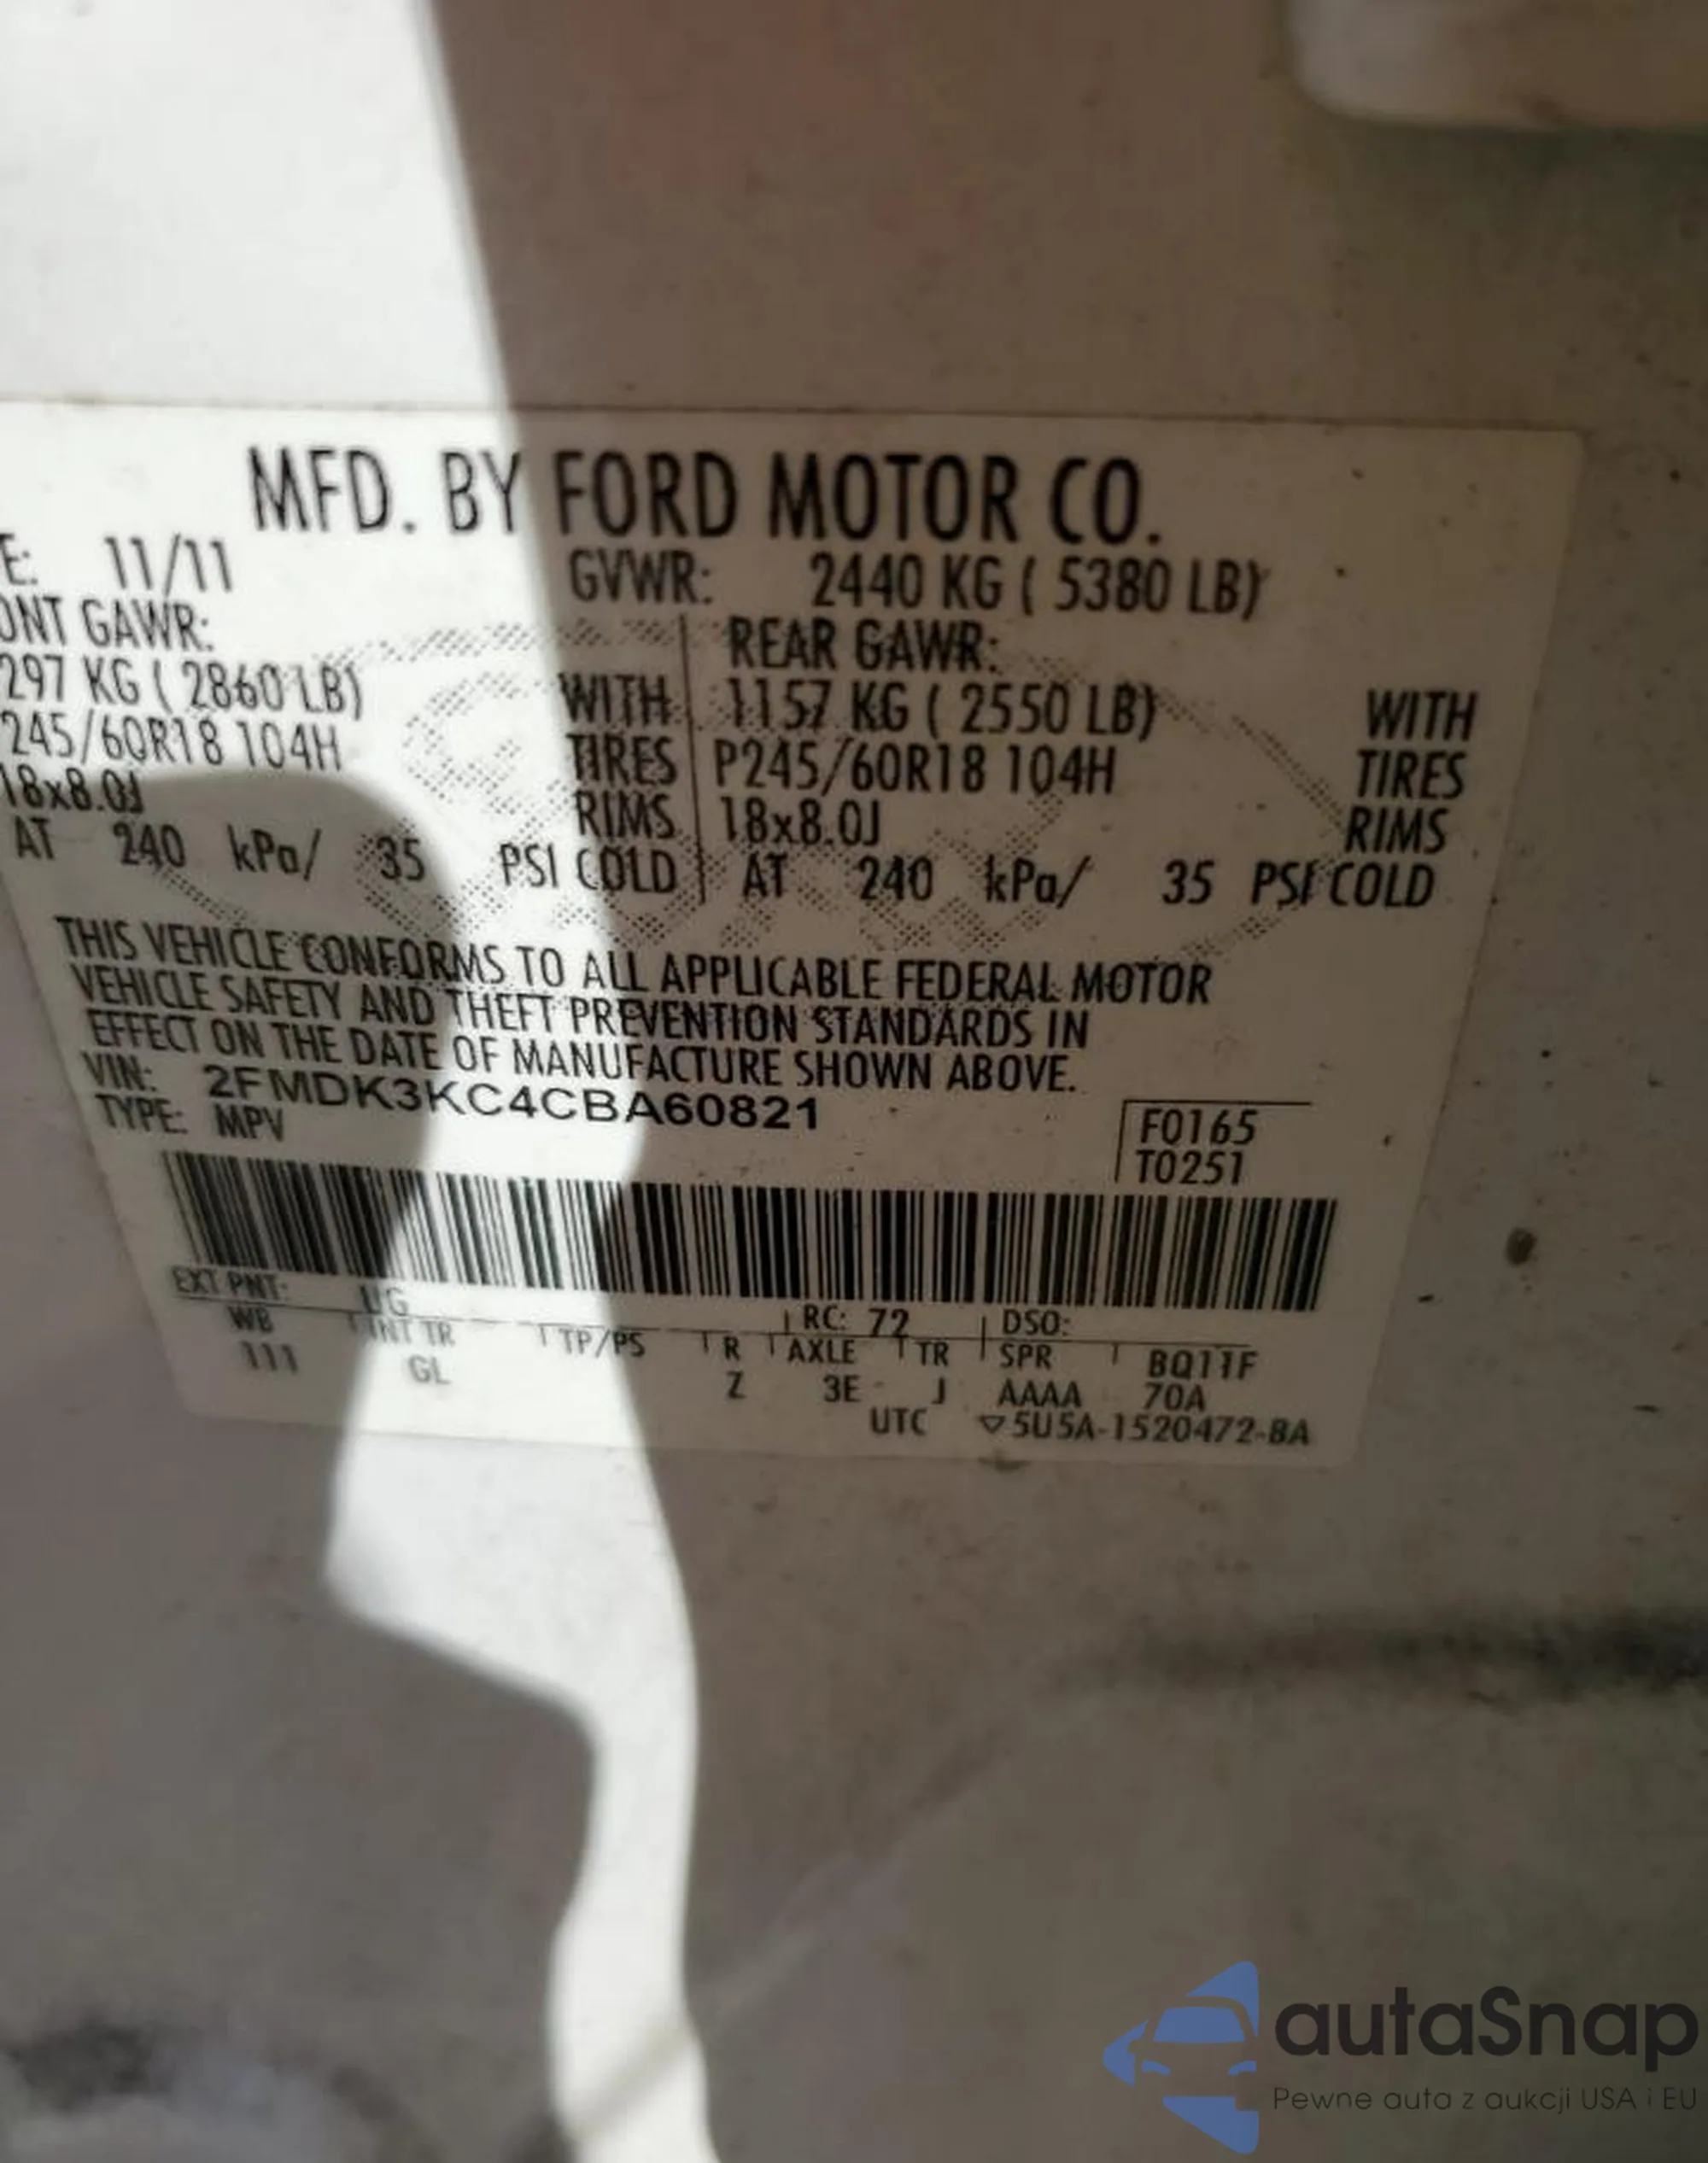 MFD. BY FORD MOTOR CO.
E: 11/11 GVWR: 2440 KG ( 5380 LB)
ONT GAWR: REAR GAWR:
297 KG ( 2860 LB) WITH 1157 KG ( 2550 LB) WITH
245/60R18 104H TIRES P245/60R18 104H TIRES
18x8.0J RIMS 18x8.0J RIMS
AT 240 kPa/ 35 PSI COLD AT 240 kPa/ 35 PSI COLD
THIS VEHICLE CONFORMS TO ALL APPLICABLE FEDERAL MOTOR
VEHICLE SAFETY AND THEFT PREVENTION STANDARDS IN
EFFECT ON THE DATE OF MANUFACTURE SHOWN ABOVE.
VIN: 2FMDK3KC4CBA60821
TYPE: MPV
F0165
T0251
EXT PNT: UG RC: 72 DSO:
WB INT TR TP/PS R AXLE TR SPR BQ11F
111 GL Z 3E J AAAA 70A
UTC ▽5U5A-1520472-BA
autaSnap
Pewne auta z aukcji USA i EU